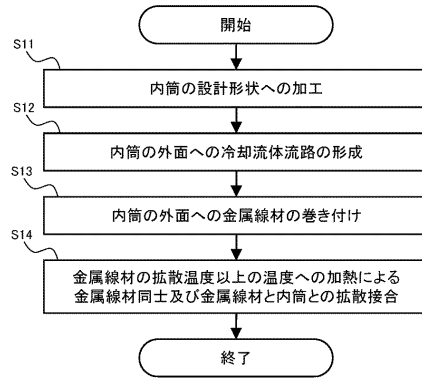 開始
S11
内筒の設計形状への加工
S12
内筒の外面への冷却流体流路の形成
S13
内筒の外面への金属線材の巻き付け
S14
金属線材の拡散温度以上の温度への加熱による
金属線材同士及び金属線材と内筒との拡散接合
終了